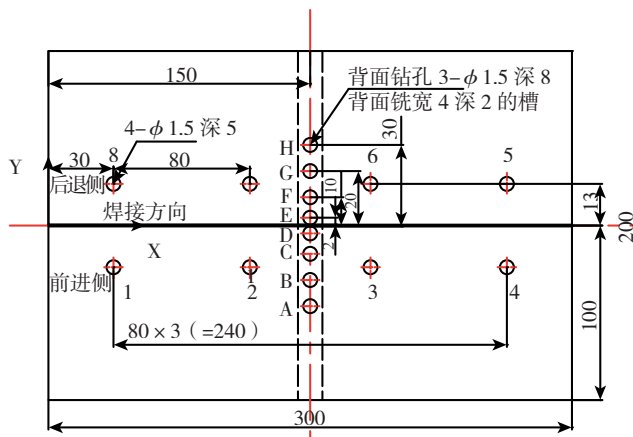 150
背面钻孔 3-φ1.5 深 8
背面铣宽 4 深 2 的槽
4-φ1.5 深 5
H
30
Y
30
8
80
G
6
5
后退侧
F
10
20
13
焊接方向
E
200
X
D
2
C
前进侧
B
1
2
3
4
A
100
80×3(=240)
300